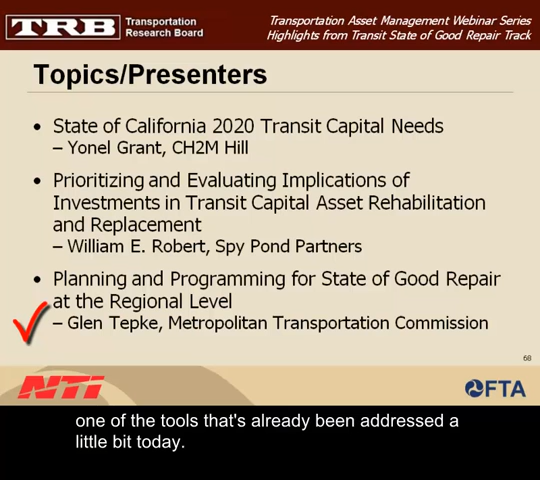 TRB
Transportation
Research Board
Transportation Asset Management Webinar Series
Highlights from Transit State of Good Repair Track
Topics/Presenters
• State of California 2020 Transit Capital Needs
– Yonel Grant, CH2M Hill
• Prioritizing and Evaluating Implications of
Investments in Transit Capital Asset Rehabilitation
and Replacement
– William E. Robert, Spy Pond Partners
• Planning and Programming for State of Good Repair
at the Regional Level
– Glen Tepke, Metropolitan Transportation Commission
68
NTI
FTA
one of the tools that's already been addressed a
little bit today.